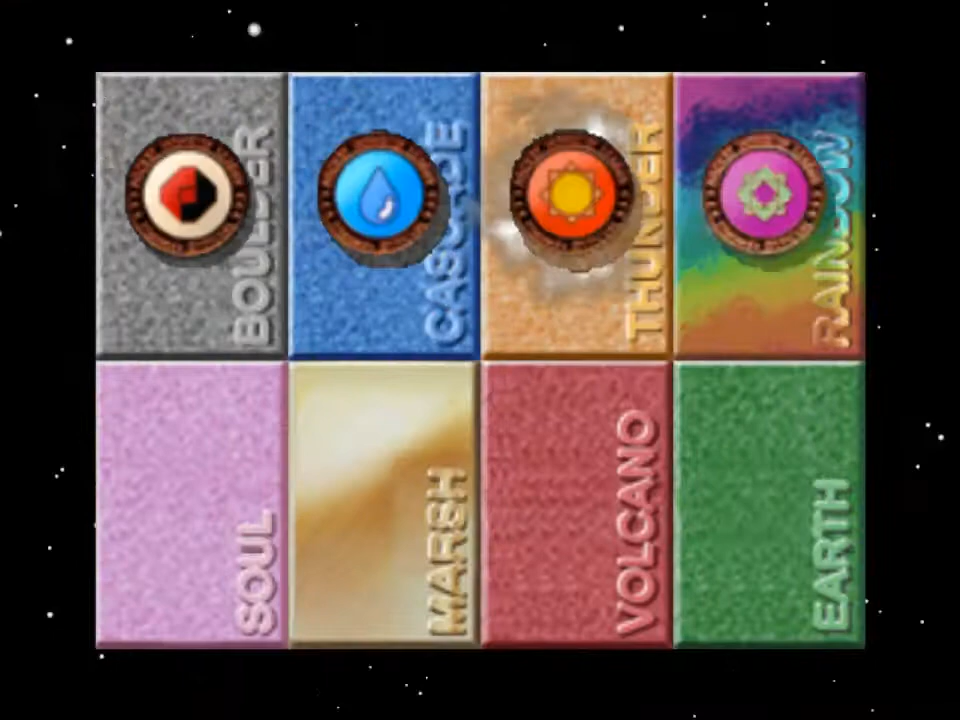 BOULDER
CASCADE
THUNDER
RAINBOW
SOUL
MARSH
VOLCANO
EARTH